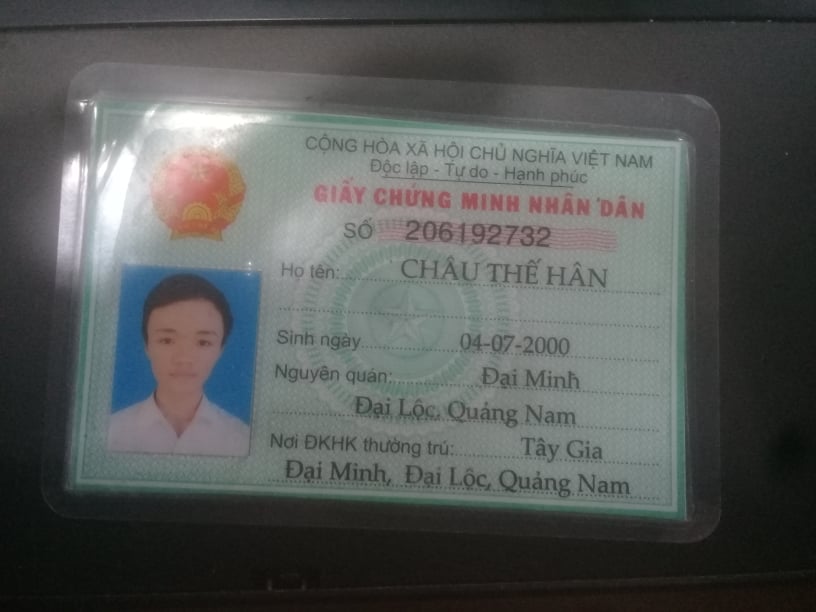 CỘNG HÒA XÃ HỘI CHỦ NGHĨA VIỆT NAM
Độc lập - Tự do - Hạnh phúc
GIẤY CHỨNG MINH NHÂN DÂN
SỐ 206192732
Họ tên: CHÂU THẾ HÂN
Sinh ngày 04-07-2000
Nguyên quán: Đại Minh
Đại Lộc, Quảng Nam
Nơi ĐKHK thường trú: Tây Gia
Đại Minh, Đại Lộc, Quảng Nam